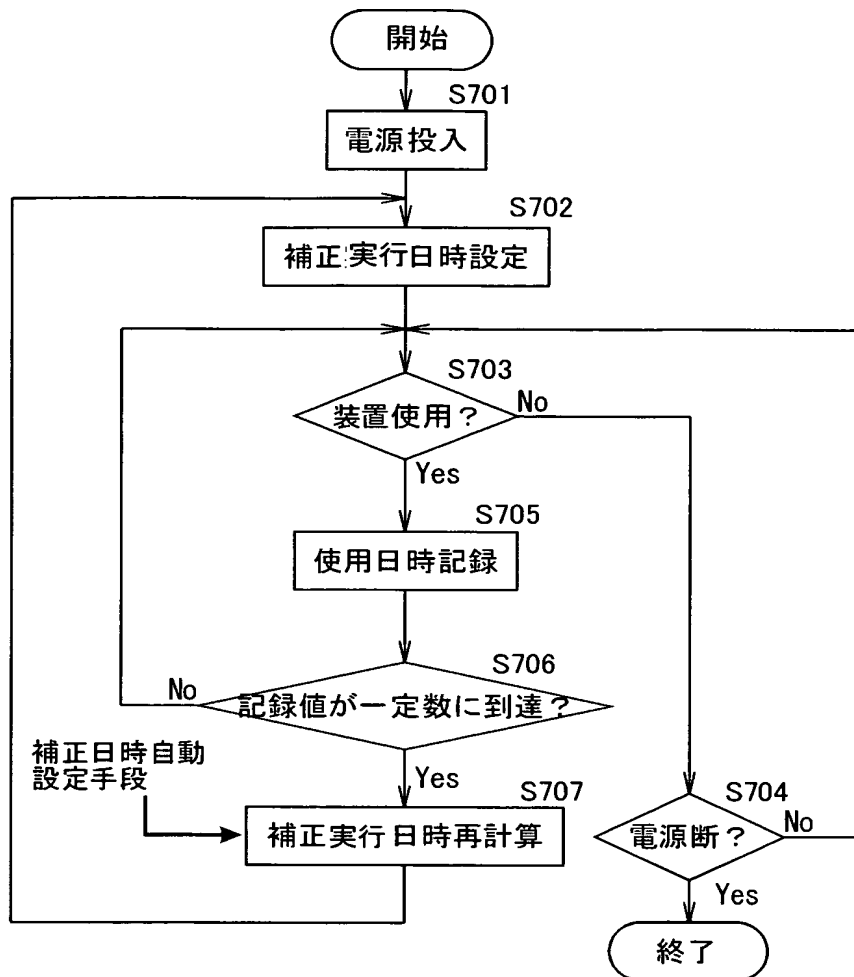 開始
S701
電源投入
S702
補正実行日時設定
S703
装置使用?
No
Yes
S705
使用日時記録
S706
No
記録値が一定数に到達?
補正日時自動
設定手段
Yes
S707
補正実行日時再計算
S704
電源断?
No
Yes
終了